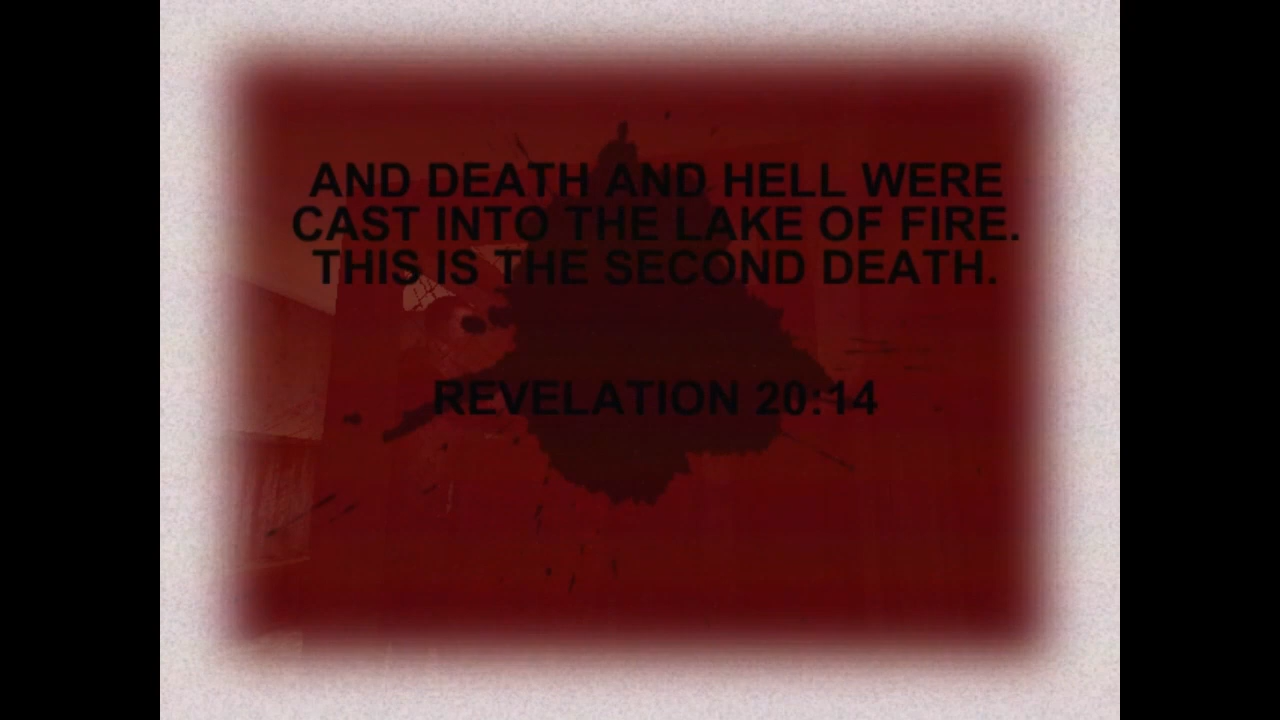 AND DEATH AND HELL WERE
CAST INTO THE LAKE OF FIRE.
THIS IS THE SECOND DEATH.
REVELATION 20:14